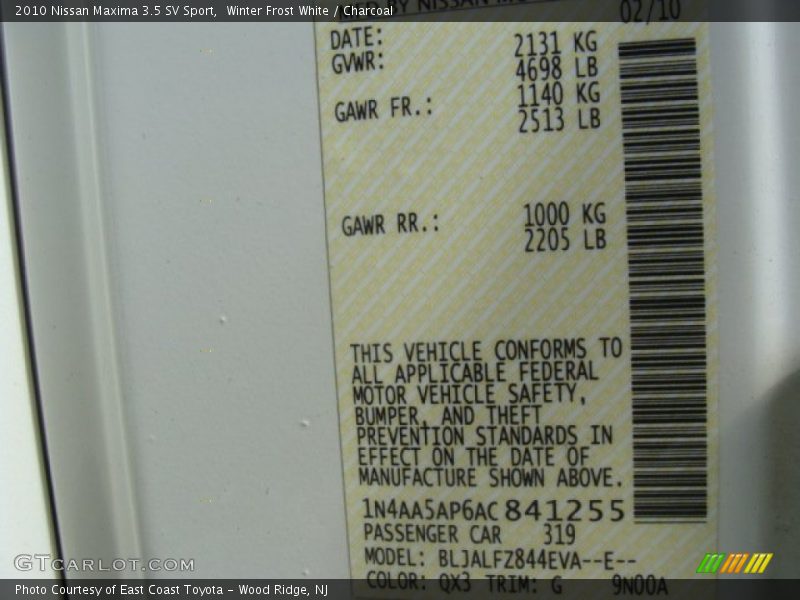 2010 Nissan Maxima 3.5 SV Sport,  Winter Frost White / Charcoal
BY NISSAN
02/10
DATE:
2131 KG
GVWR:
4698 LB
1140 KG
GAWR FR.:
2513 LB
1000 KG
GAWR RR.:
2205 LB
THIS VEHICLE CONFORMS TO
ALL APPLICABLE FEDERAL
MOTOR VEHICLE SAFETY,
BUMPER, AND THEFT
PREVENTION STANDARDS IN
EFFECT ON THE DATE OF
MANUFACTURE SHOWN ABOVE.
1N4AA5AP6AC841255
PASSENGER CAR 319
MODEL: BLJALFZ844EVA--E--
COLOR: QX3 TRIM: G 9N00A
GTCARLOT.COM
Photo Courtesy of East Coast Toyota – Wood Ridge, NJ